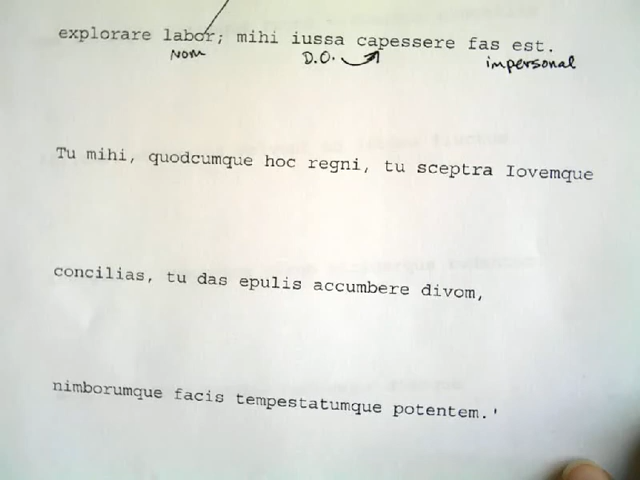 explorare labor; mihi iussa capessere fas est.
Nom D.O. impersonal
Tu mihi, quodcumque hoc regni, tu sceptra Iovemque
concilias, tu das epulis accumbere divom,
nimborumque facis tempestatumque potentem.'